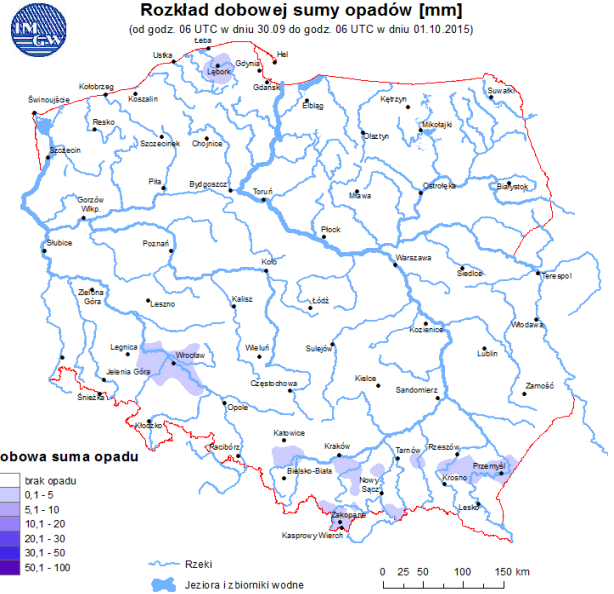 Rozkład dobowej sumy opadów [mm]
(od godz. 06 UTC w dniu 30.09 do godz. 06 UTC w dniu 01.10.2015)
IM
G-W
Łeba
Ustka
Hel
Lębork
Gdynia
Gdańsk
Kołobrzeg
Koszalin
Świnoujście
Elbląg
Kętrzyn
Suwałki
Resko
Szczecinek
Chojnice
Olsztyn
Mikołajki
Szczecin
Piła
Bydgoszcz
Toruń
Mława
Ostrołęka
Białystok
Gorzów
Wlkp.
Płock
Słubice
Poznań
Koło
Warszawa
Siedlce
Terespol
Zielona
Góra
Leszno
Kalisz
Łódź
Kozienice
Włodawa
Legnica
Wrocław
Wieluń
Sulejów
Lublin
Jelenia Góra
Śnieżka
Częstochowa
Kielce
Sandomierz
Zamość
Opole
Kłodzko
Racibórz
Katowice
Kraków
Tarnów
Rzeszów
Przemyśl
Bielsko-Biała
Nowy
Sącz
Krosno
Lesko
Zakopane
Kasprowy Wierch
obowa suma opadu
brak opadu
0,1 - 5
5,1 - 10
10,1 - 20
20,1 - 30
30,1 - 50
50,1 - 100
Rzeki
Jeziora i zbiorniki wodne
0 25 50 100 150 km